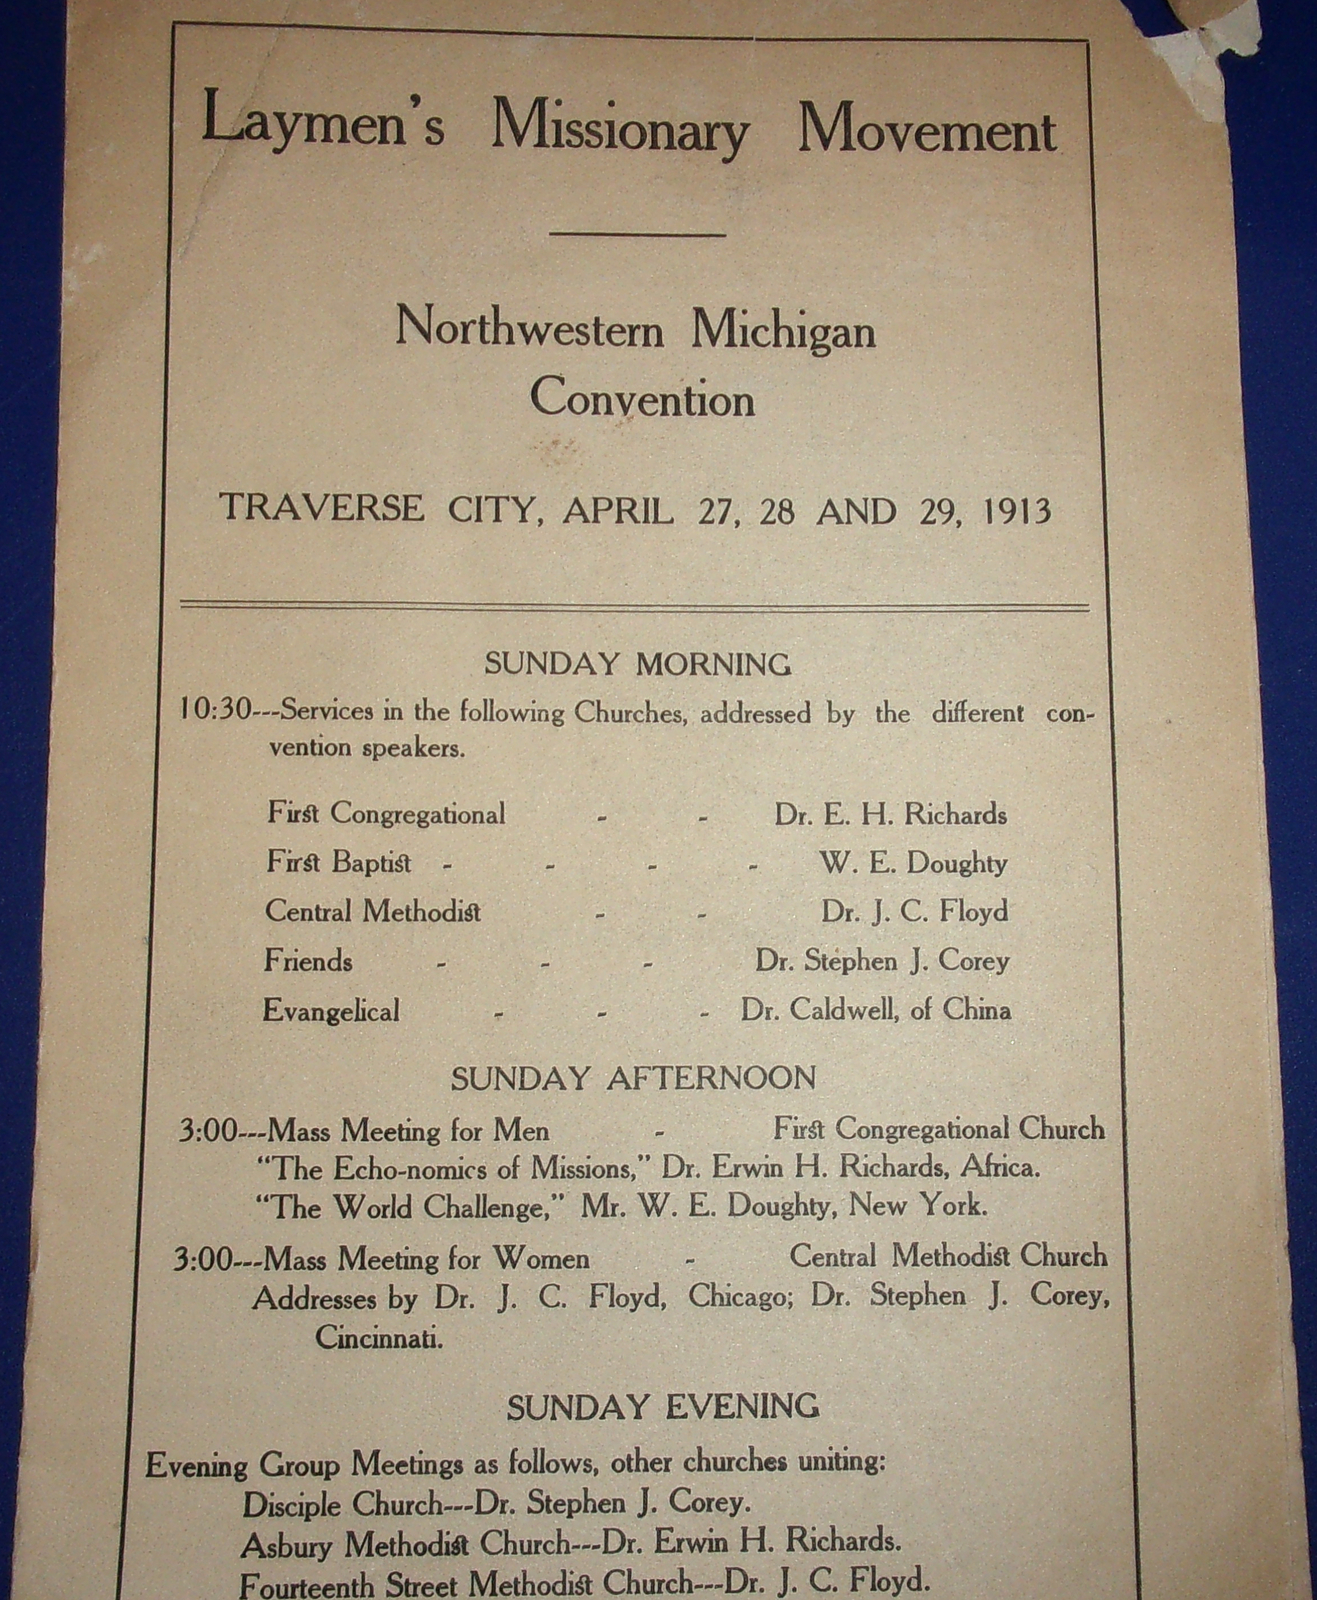 Laymen's Missionary Movement
Northwestern Michigan
Convention
TRAVERSE CITY, APRIL 27, 28 AND 29, 1913
SUNDAY MORNING
10:30---Services in the following Churches, addressed by the different con-
vention speakers.
First Congregational - - Dr. E. H. Richards
First Baptist - - - - W. E. Doughty
Central Methodist - - Dr. J. C. Floyd
Friends - - - Dr. Stephen J. Corey
Evangelical - - - Dr. Caldwell, of China
SUNDAY AFTERNOON
3:00---Mass Meeting for Men - First Congregational Church
"The Echo-nomics of Missions," Dr. Erwin H. Richards, Africa.
"The World Challenge," Mr. W. E. Doughty, New York.
3:00---Mass Meeting for Women - Central Methodist Church
Addresses by Dr. J. C. Floyd, Chicago; Dr. Stephen J. Corey,
Cincinnati.
SUNDAY EVENING
Evening Group Meetings as follows, other churches uniting:
Disciple Church---Dr. Stephen J. Corey.
Asbury Methodist Church---Dr. Erwin H. Richards.
Fourteenth Street Methodist Church---Dr. J. C. Floyd.